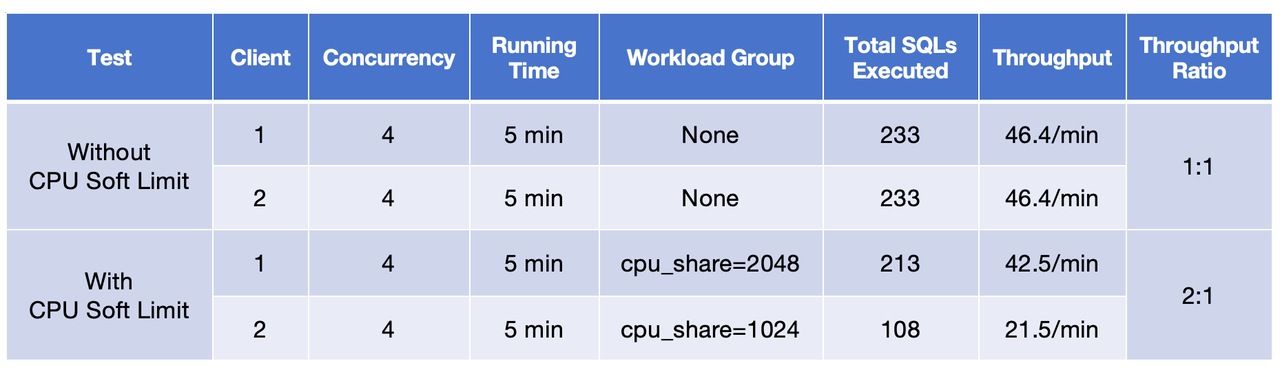 Test Client Concurrency Running Time Workload Group Total SQLs Executed Throughput Throughput Ratio
Without CPU Soft Limit 1 4 5 min None 233 46.4/min 1:1
2 4 5 min None 233 46.4/min
With CPU Soft Limit 1 4 5 min cpu_share=2048 213 42.5/min 2:1
2 4 5 min cpu_share=1024 108 21.5/min